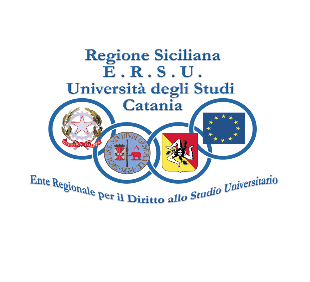 Regione Siciliana
E.R.S.U.
Università degli Studi
Catania
Ente Regionale per il Diritto allo Studio Universitario